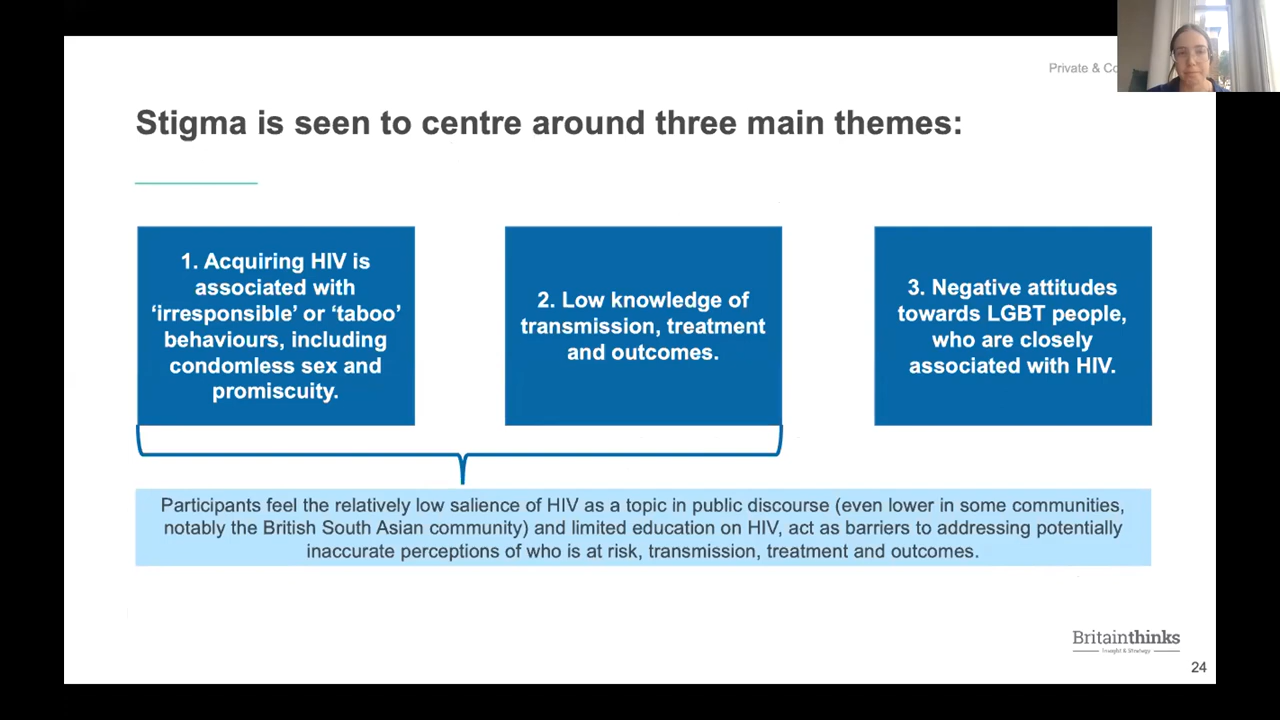 Private & Co
Stigma is seen to centre around three main themes:
1. Acquiring HIV is
associated with
‘irresponsible’ or ‘taboo’
behaviours, including
condomless sex and
promiscuity.
2. Low knowledge of
transmission, treatment
and outcomes.
3. Negative attitudes
towards LGBT people,
who are closely
associated with HIV.
Participants feel the relatively low salience of HIV as a topic in public discourse (even lower in some communities,
notably the British South Asian community) and limited education on HIV, act as barriers to addressing potentially
inaccurate perceptions of who is at risk, transmission, treatment and outcomes.
Britainthinks
Insight & Strategy
24